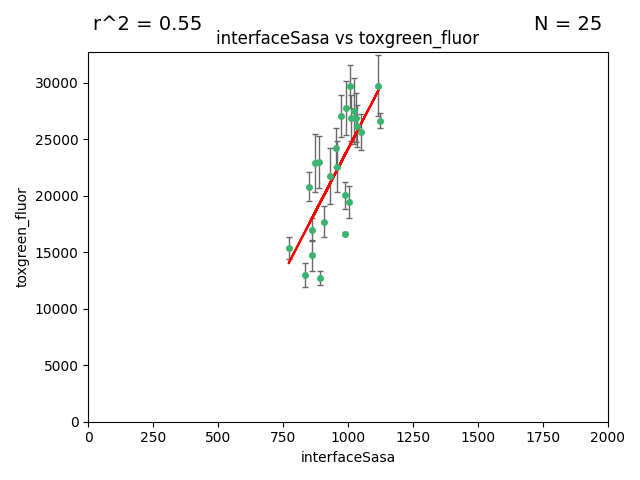 r^2 = 0.55
N = 25
interfaceSasa vs toxgreen_fluor
30000
25000
20000
15000
10000
5000
0
toxgreen_fluor
0 250 500 750 1000 1250 1500 1750 2000
interfaceSasa